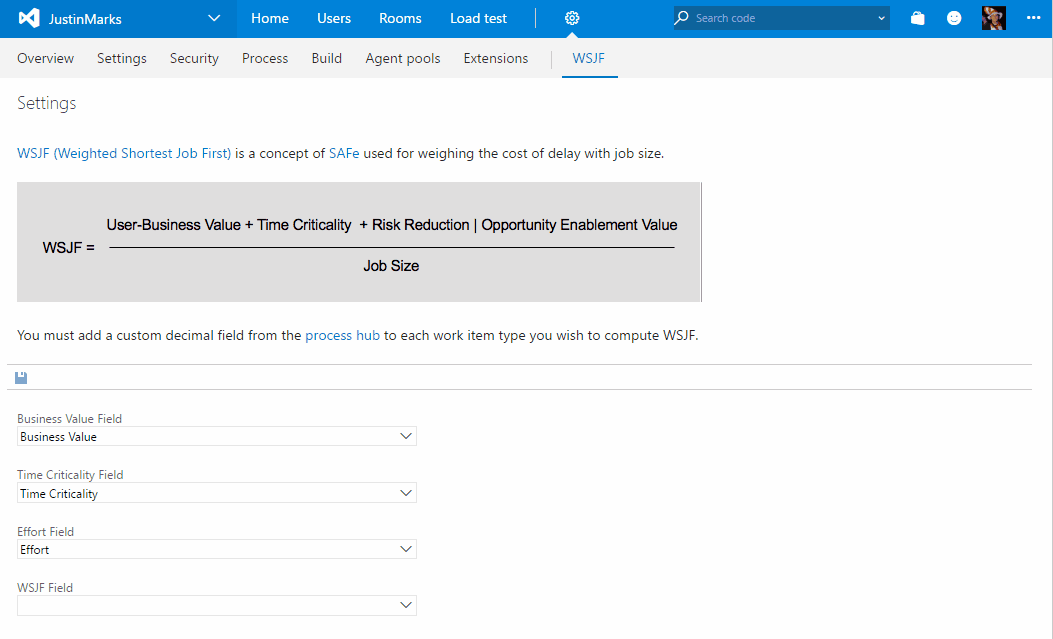 JustinMarks Home Users Rooms Load test Search code
Overview Settings Security Process Build Agent pools Extensions WSJF
Settings
WSJF (Weighted Shortest Job First) is a concept of SAFe used for weighing the cost of delay with job size.
User-Business Value + Time Criticality + Risk Reduction | Opportunity Enablement Value
WSJF =
Job Size
You must add a custom decimal field from the process hub to each work item type you wish to compute WSJF.
Business Value Field
Business Value
Time Criticality Field
Time Criticality
Effort Field
Effort
WSJF Field